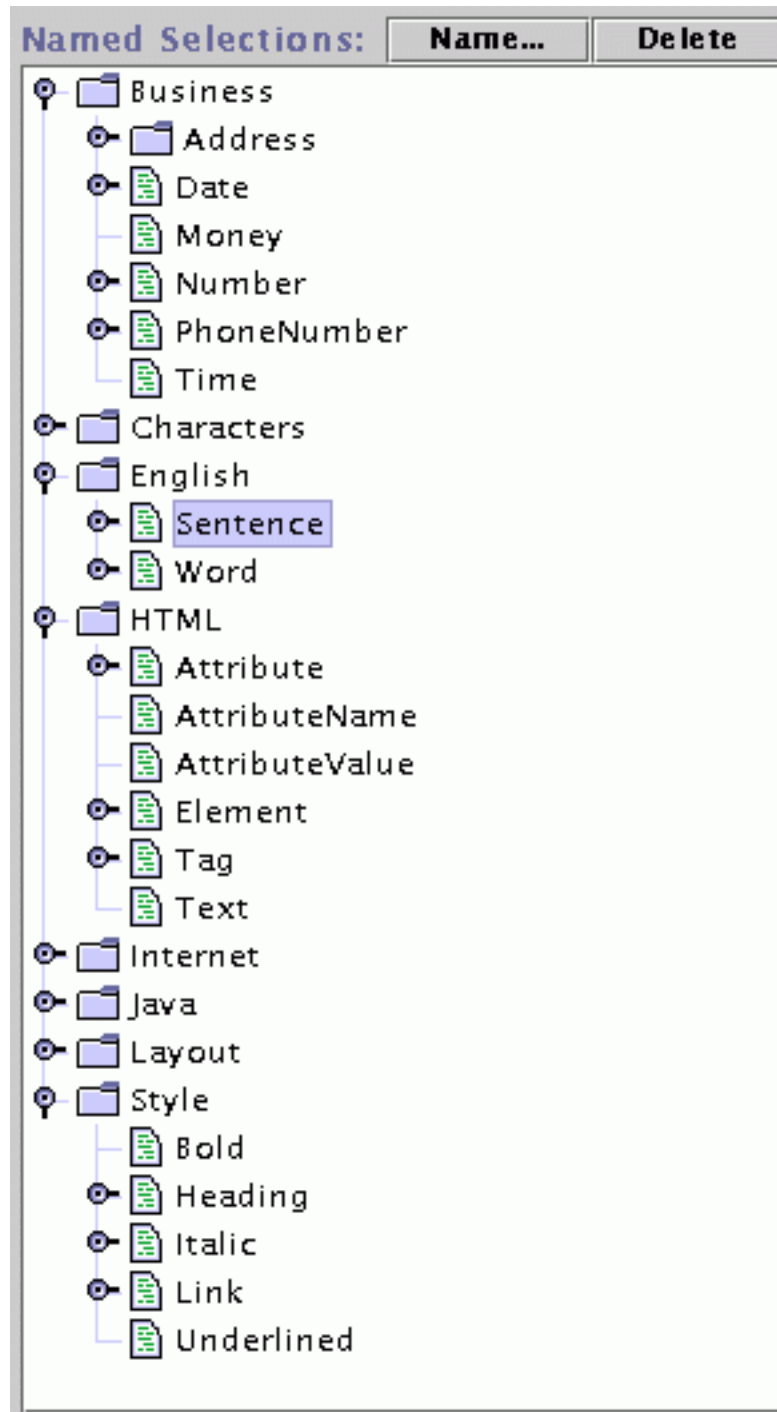 Named Selections: Name... Delete
Business
Address
Date
Money
Number
PhoneNumber
Time
Characters
English
Sentence
Word
HTML
Attribute
AttributeName
AttributeValue
Element
Tag
Text
Internet
Java
Layout
Style
Bold
Heading
Italic
Link
Underlined